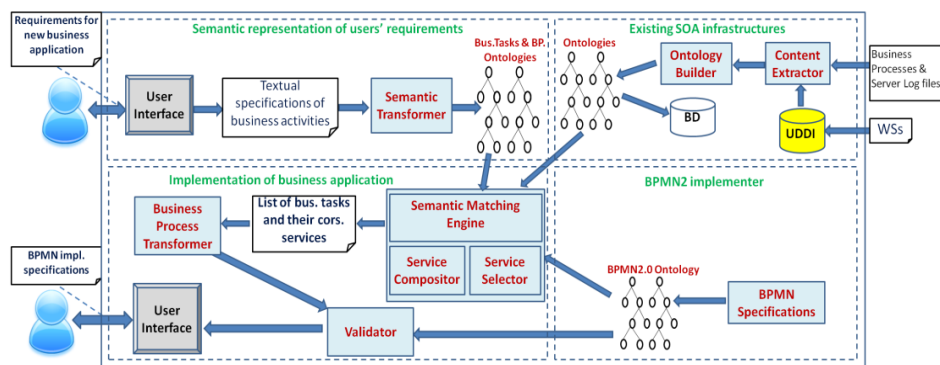 Requirements for
new business
application
Semantic representation of users' requirements
Existing SOA infrastructures
Bus.Tasks & BP.
Ontologies
Ontologies
User
Interface
Textual
specifications of
business activities
Semantic
Transformer
Ontology
Builder
Content
Extractor
Business
Processes &
Server Log files
BD
UDDI
WSs
Implementation of business application
BPMN2 implementer
Business
Process
Transformer
List of bus. tasks
and their cors.
services
Semantic Matching
Engine
Service
Compositor
Service
Selector
BPMN impl.
specifications
User
Interface
Validator
BPMN2.0 Ontology
BPMN
Specifications